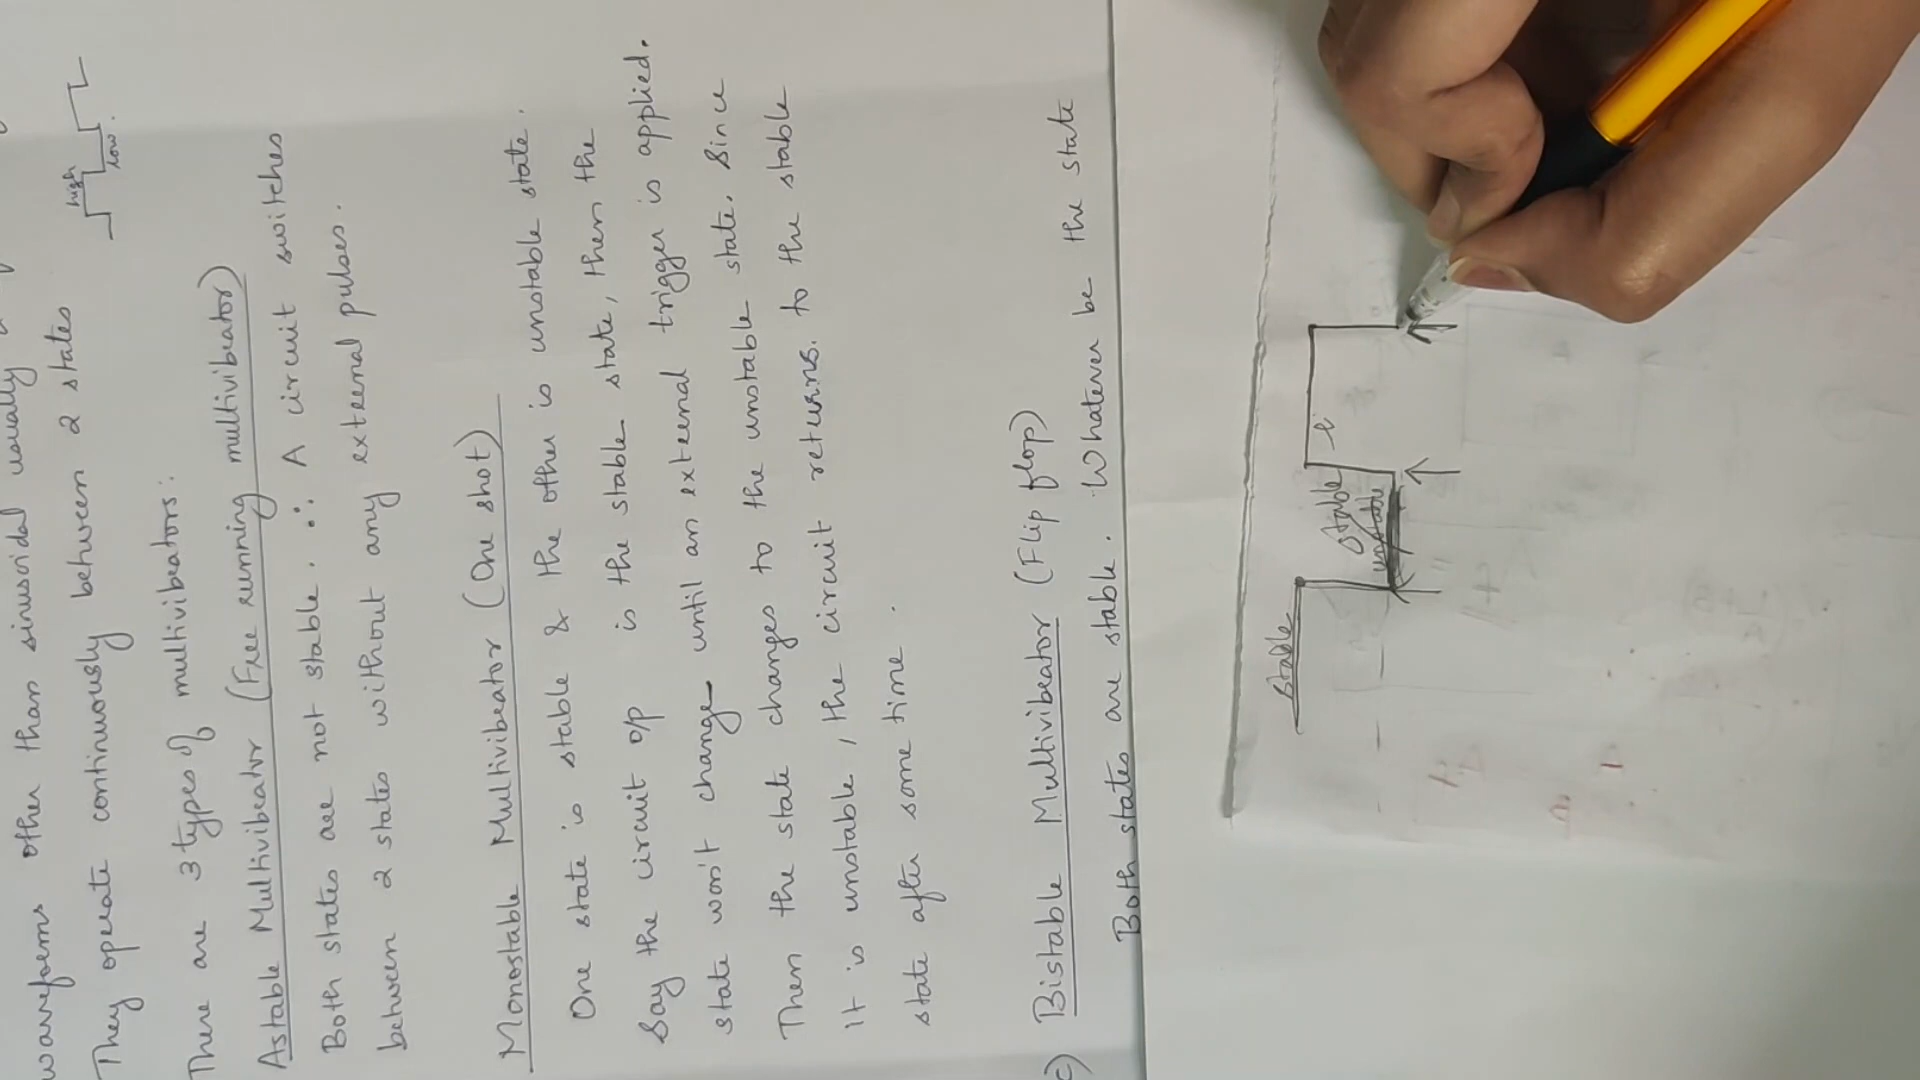 waveforms other than sinusoidal usually
They operate continuously between 2 states
high
low.
There are 3 types of multivibrators:
Astable Multivibrator (Free running multivibrator)
Both states are not stable. ∴ A circuit switches
between 2 states without any external pulses.
Monostable Multivibrator (One shot)
One state is stable & the other is unstable state.
Say the circuit o/p is the stable state, then the
state won't change until an external trigger is applied.
Then the state changes to the unstable state. Since
it is unstable, the circuit returns. to the stable
state after some time.
c) Bistable Multivibrator (Flip flop)
Both states are stable. Whatever be the state
stable
stable
unstable